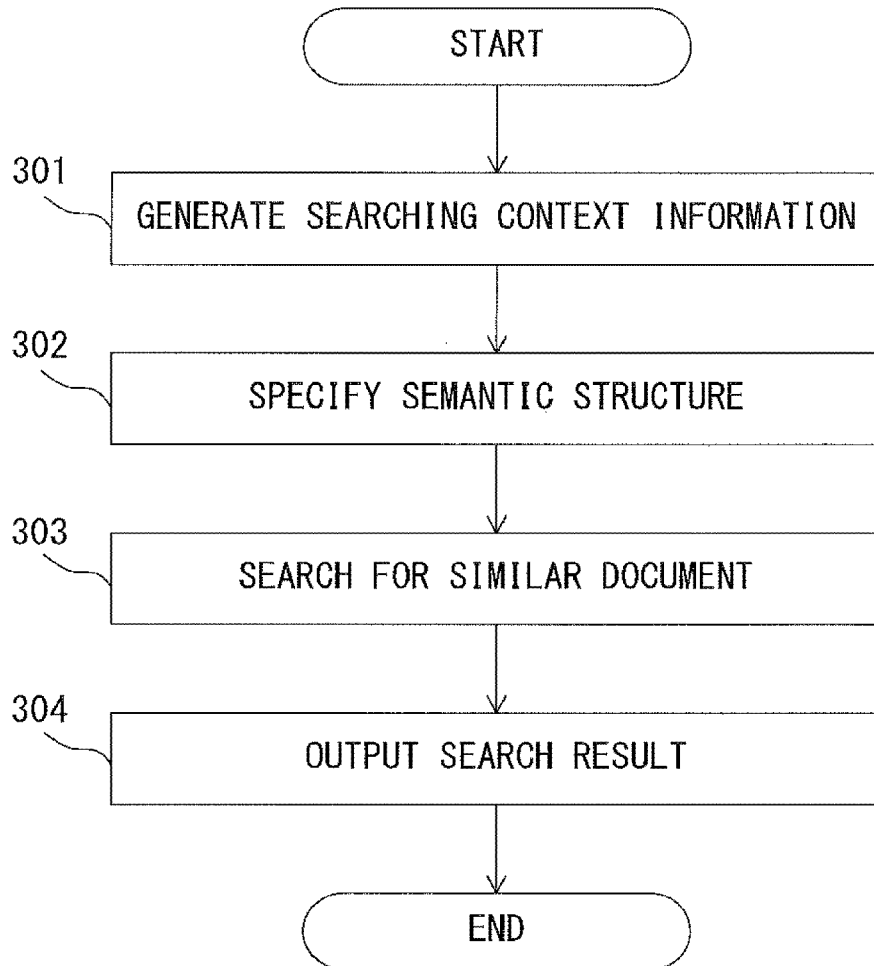 START
301
GENERATE SEARCHING CONTEXT INFORMATION
302
SPECIFY SEMANTIC STRUCTURE
303
SEARCH FOR SIMILAR DOCUMENT
304
OUTPUT SEARCH RESULT
END